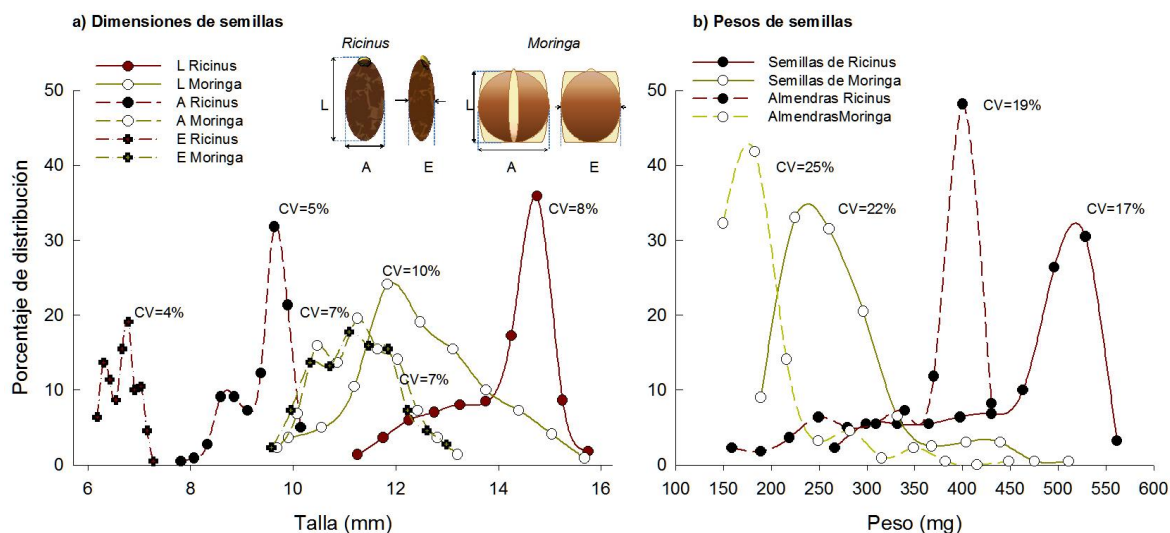 a) Dimensiones de semillas
L Ricinus
L Moringa
A Ricinus
A Moringa
E Ricinus
E Moringa
Ricinus
Moringa
L
A
E
L
A
E
50
40
30
20
10
0
Porcentaje de distribución
CV=4%
CV=5%
CV=7%
CV=10%
CV=7%
CV=8%
6
8
10
12
14
16
Talla (mm)
b) Pesos de semillas
Semillas de Ricinus
Semillas de Moringa
Almendras Ricinus
AlmendrasMoringa
50
40
30
20
10
0
CV=25%
CV=22%
CV=19%
CV=17%
100
150
200
250
300
350
400
450
500
550
600
Peso (mg)